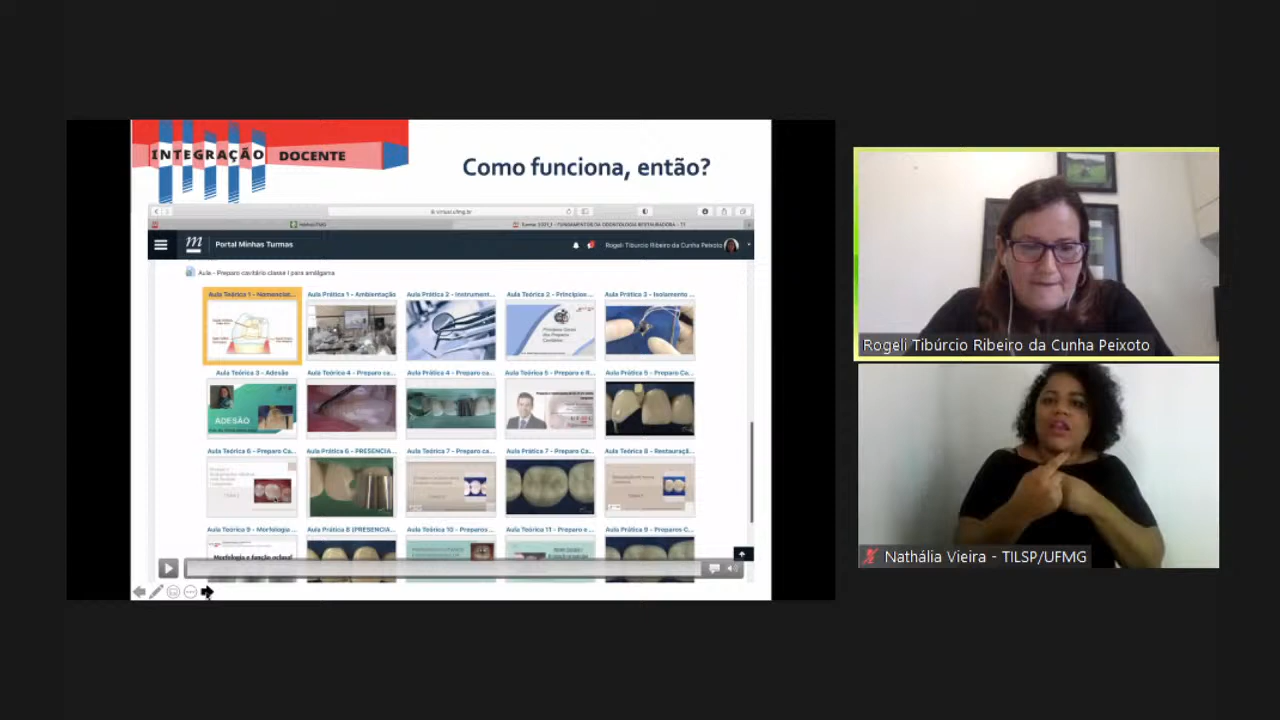 INTEGRAÇÃO DOCENTE
Como funciona, então?
Portal Minhas Turmas
Rogeli Tibúrcio Ribeiro da Cunha Peixoto
Aula - Preparo cavitário classe I para amálgama
Aula Teórica 1 - Nomenclat...
Aula Prática 1 - Ambientação
Aula Prática 2 - Instrument...
Aula Teórica 2 - Princípios ...
Aula Prática 3 - Isolamento ...
Aula Teórica 3 - Adesão
Aula Teórica 4 - Preparo ca...
Aula Prática 4 - Preparo ca...
Aula Teórica 5 - Preparo e R...
Aula Prática 5 - Preparo Ca...
ADESÃO
Aula Teórica 6 - Preparo Ca...
Aula Prática 6 - PRESENCIA...
Aula Teórica 7 - Preparo Ca...
Aula Prática 7 - Preparo Ca...
Aula Teórica 8 - Restauraçã...
Aula Teórica 9 - Morfologia ...
Aula Prática 8 (PRESENCIA...
Aula Teórica 10 - Preparos ...
Aula Teórica 11 - Preparo e ...
Aula Prática 9 - Preparos C...
Morfologia e função oclusal
Rogeli Tibúrcio Ribeiro da Cunha Peixoto
Nathália Vieira - TILSP/UFMG